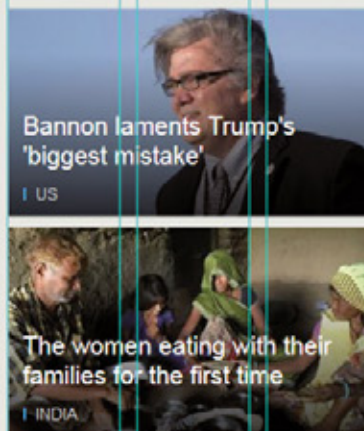 Bannon laments Trump's
'biggest mistake'
US
The women eating with their
families for the first time
INDIA